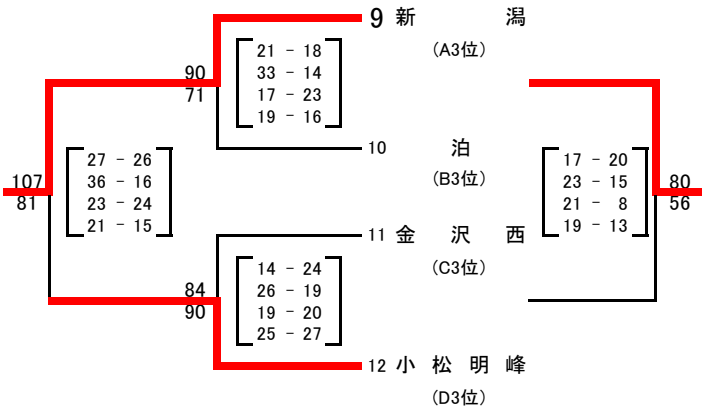 9 新 潟
(A3位)
90
71
21 - 18
33 - 14
17 - 23
19 - 16
10 泊
(B3位)
107
81
27 - 26
36 - 16
23 - 24
21 - 15
17 - 20
23 - 15
21 - 8
19 - 13
80
56
11 金 沢 西
(C3位)
84
90
14 - 24
26 - 19
19 - 20
25 - 27
12 小 松 明 峰
(D3位)